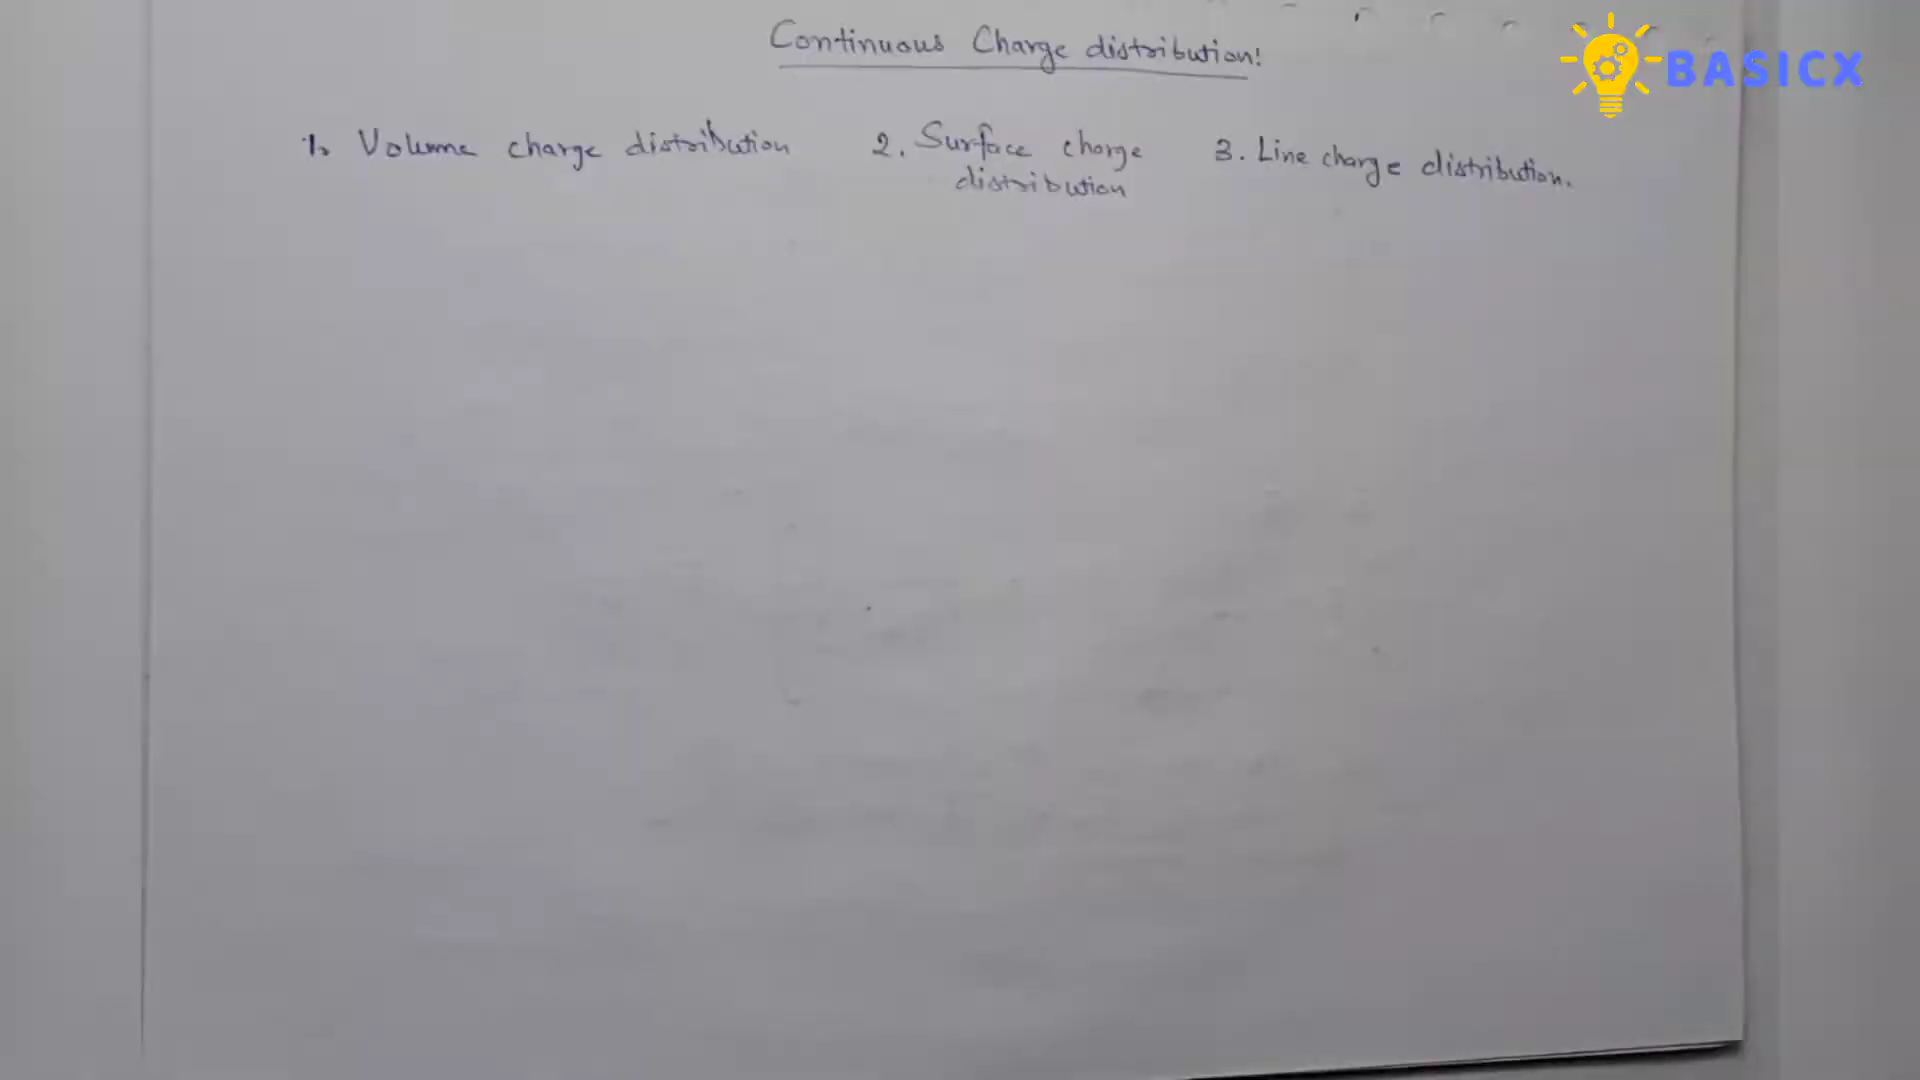 Continuous Charge distribution!
BASICX
1. Volume charge distribution 2. Surface charge distribution 3. Line charge distribution.